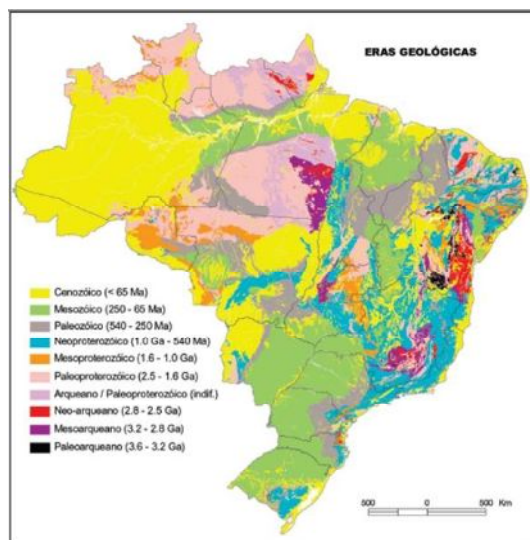 ERAS GEOLÓGICAS
Cenozóico (< 65 Ma)
Mesozóico (250 - 65 Ma)
Paleozóico (540 - 250 Ma)
Neoproterozóico (1.0 Ga - 540 Ma)
Mesoproterozóico (1.6 - 1.0 Ga)
Paleoproterozóico (2.5 - 1.6 Ga)
Arqueano / Paleoproterozóico (indif.)
Neo-arqueano (2.8 - 2.5 Ga)
Mesoarqueano (3.2 - 2.8 Ga)
Paleoarqueano (3.6 - 3.2 Ga)
500 0 500 Km